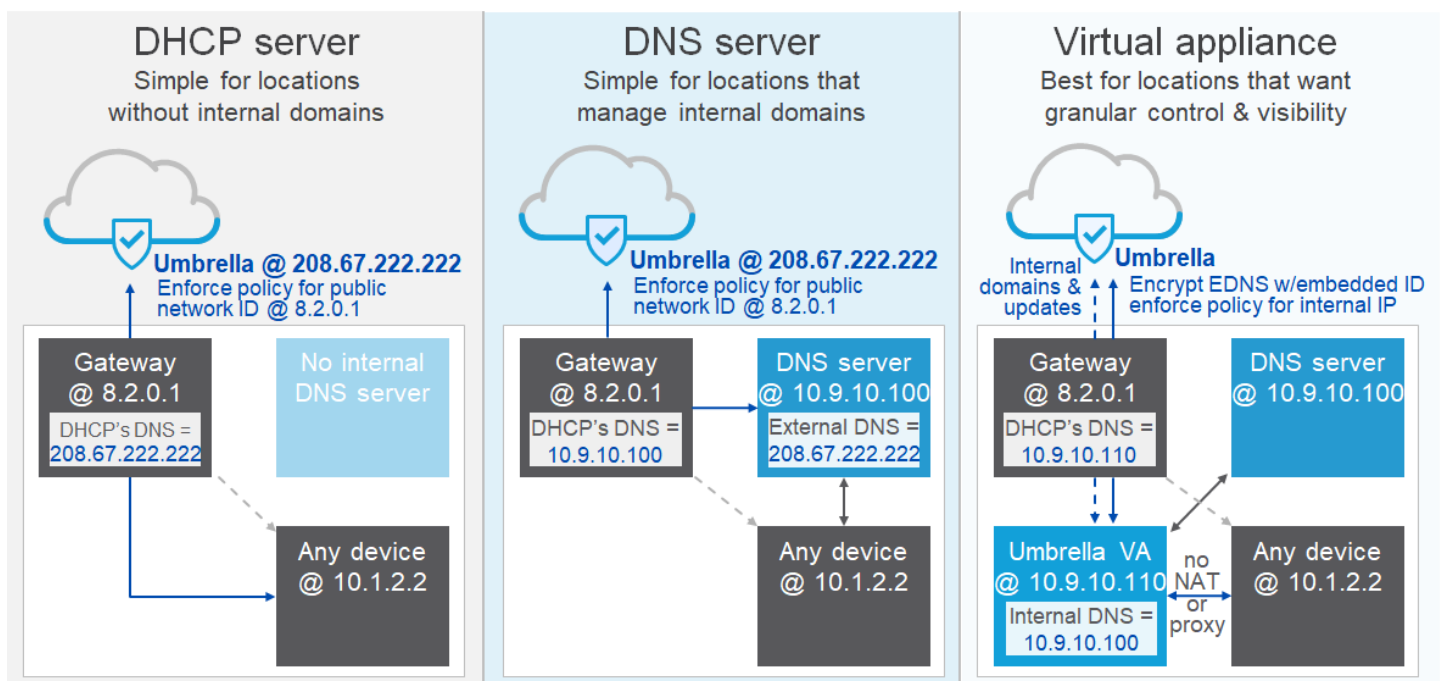 DHCP server
Simple for locations
without internal domains
Umbrella @ 208.67.222.222
Enforce policy for public
network ID @ 8.2.0.1
Gateway
@ 8.2.0.1
DHCP's DNS =
208.67.222.222
No internal
DNS server
Any device
@ 10.1.2.2
DNS server
Simple for locations that
manage internal domains
Umbrella @ 208.67.222.222
Enforce policy for public
network ID @ 8.2.0.1
Gateway
@ 8.2.0.1
DHCP's DNS =
10.9.10.100
DNS server
@ 10.9.10.100
External DNS =
208.67.222.222
Any device
@ 10.1.2.2
Virtual appliance
Best for locations that want
granular control & visibility
Internal
domains &
updates
Umbrella
Encrypt EDNS w/embedded ID
enforce policy for internal IP
Gateway
@ 8.2.0.1
DHCP's DNS =
10.9.10.110
DNS server
@ 10.9.10.100
Umbrella VA
@ 10.9.10.110
Internal DNS =
10.9.10.100
no
NAT
or
proxy
Any device
@ 10.1.2.2